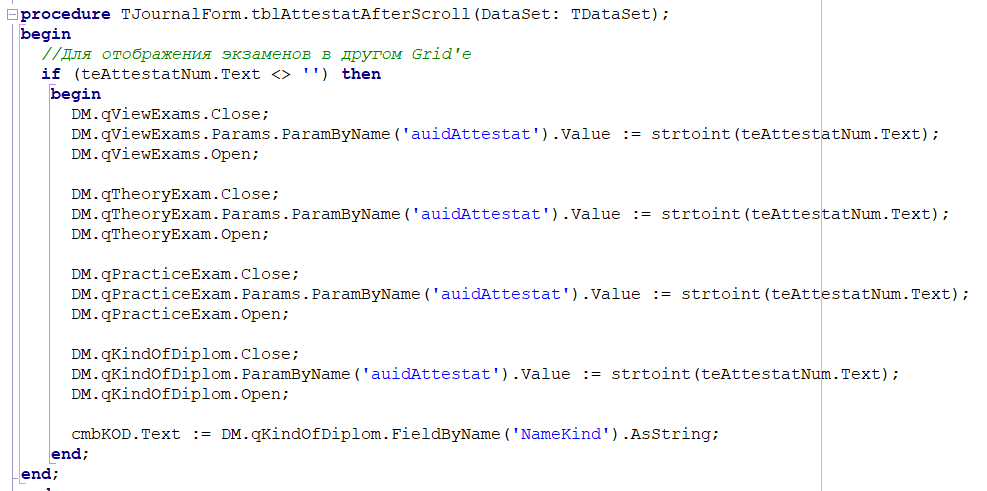 procedure TJournalForm.tblAttestatAfterScroll(DataSet: TDataSet);
begin
//Для отображения экзаменов в другом Grid'е
if (teAttestatNum.Text <> '') then
begin
DM.qViewExams.Close;
DM.qViewExams.Params.ParamByName('auidAttestat').Value := strtoint(teAttestatNum.Text);
DM.qViewExams.Open;
DM.qTheoryExam.Close;
DM.qTheoryExam.Params.ParamByName('auidAttestat').Value := strtoint(teAttestatNum.Text);
DM.qTheoryExam.Open;
DM.qPracticeExam.Close;
DM.qPracticeExam.Params.ParamByName('auidAttestat').Value := strtoint(teAttestatNum.Text);
DM.qPracticeExam.Open;
DM.qKindOfDiplom.Close;
DM.qKindOfDiplom.ParamByName('auidAttestat').Value := strtoint(teAttestatNum.Text);
DM.qKindOfDiplom.Open;
cmbKOD.Text := DM.qKindOfDiplom.FieldByName('NameKind').AsString;
end;
end;